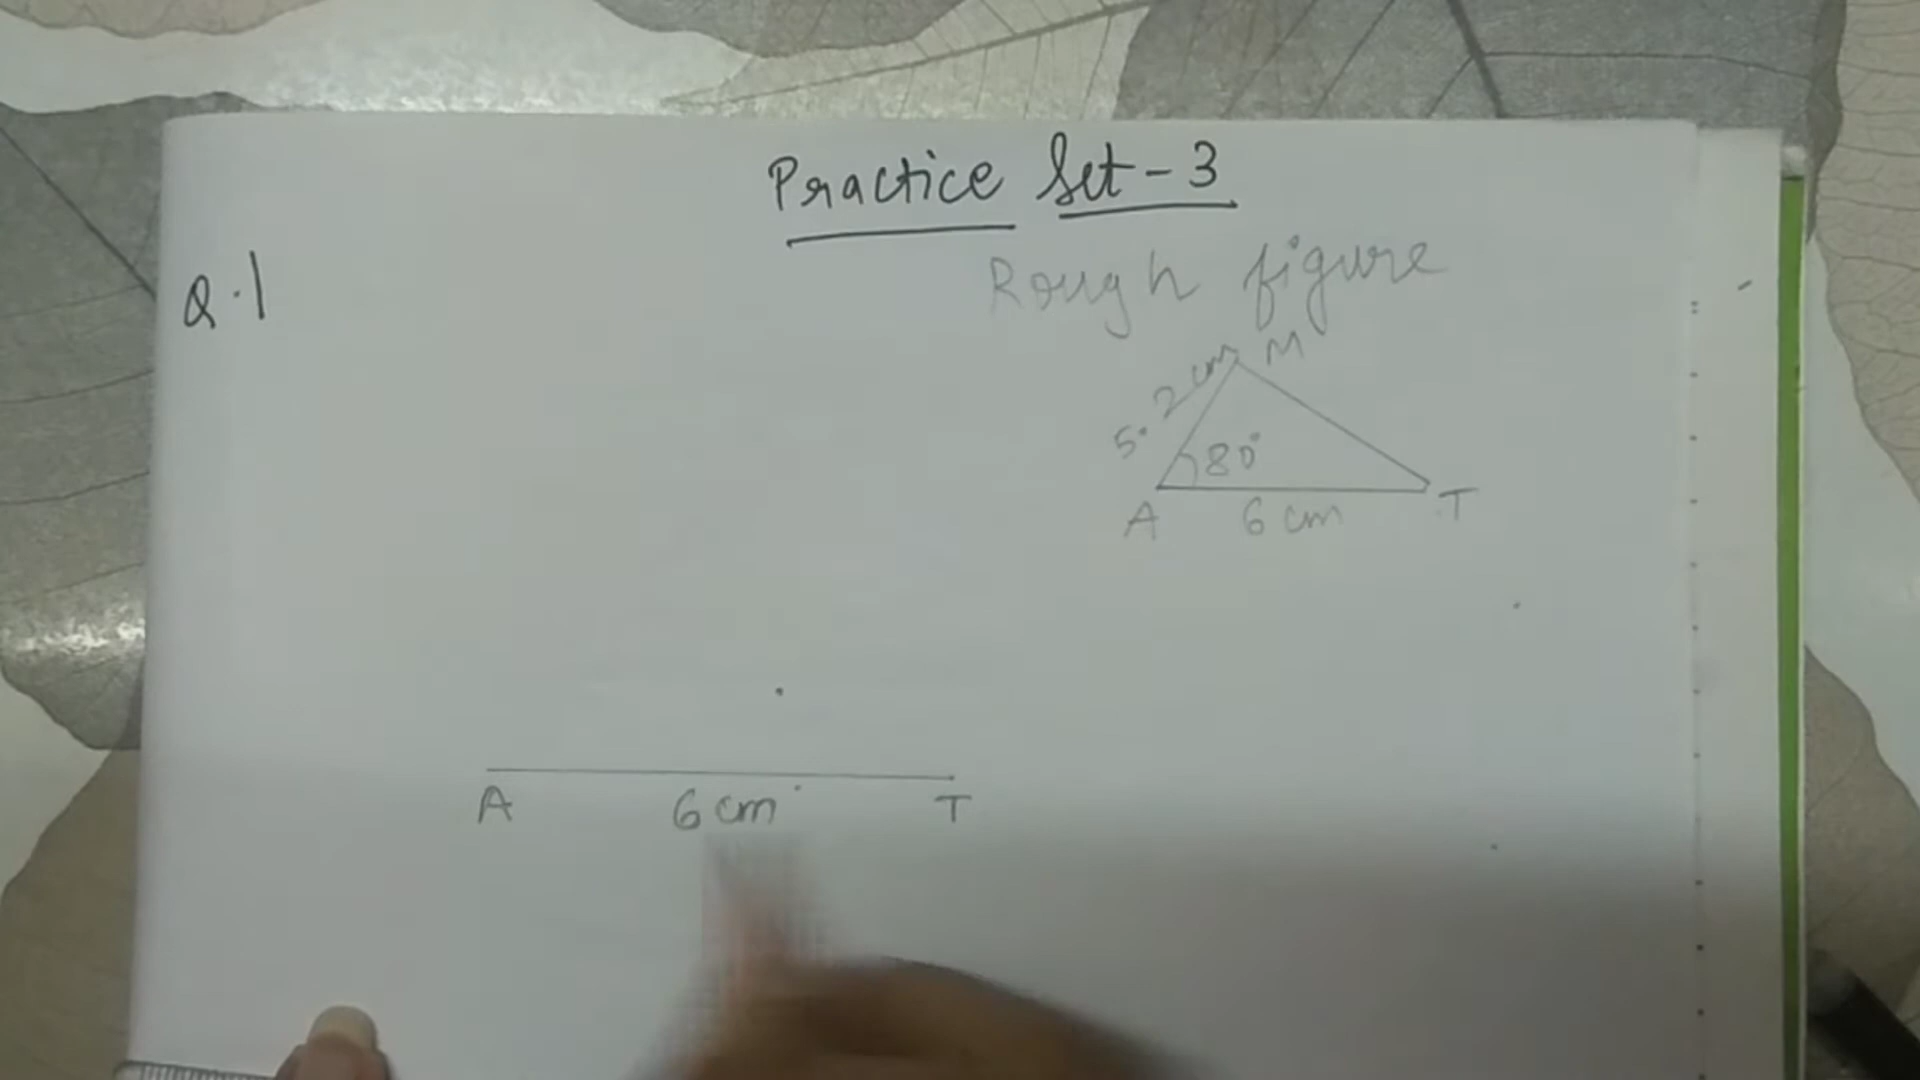 Practice Set-3
Q.1
Rough figure
M
5.2 cm
80°
A 6 cm T
A 6 cm T